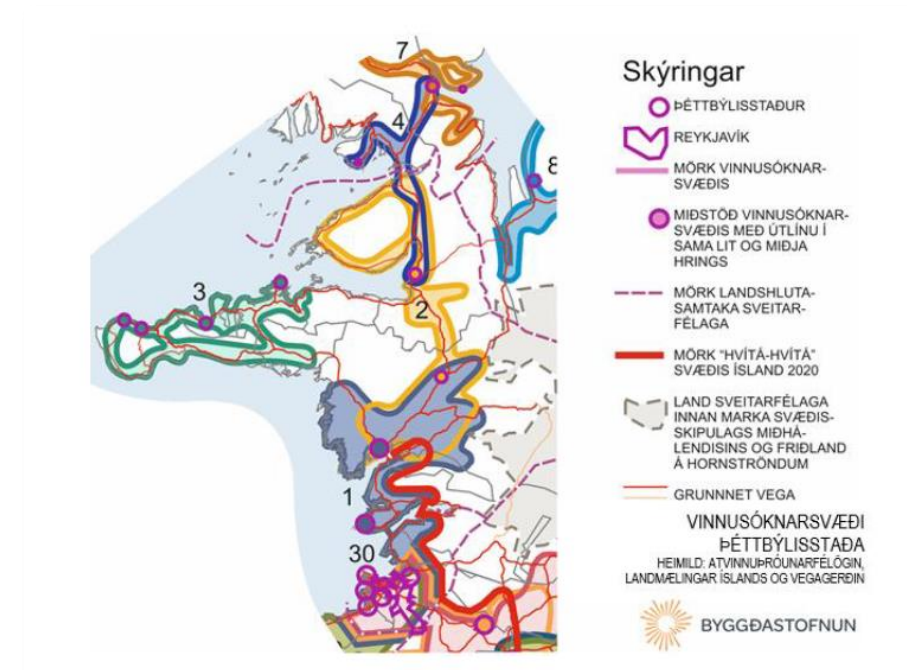 7
4
8
3
2
1
30
Skýringar
ÞÉTTBÝLISSTAÐUR
REYKJAVÍK
MÖRK VINNUSÓKNAR-
SVÆÐIS
MIÐSTÖÐ VINNUSÓKNAR-
SVÆÐIS MEÐ ÚTLÍNU Í
SAMA LIT OG MIÐJA
HRINGS
MÖRK LANDSHLUTA-
SAMTAKA SVEITAR-
FÉLAGA
MÖRK "HVÍTÁ-HVÍTÁ"
SVÆÐIS ÍSLAND 2020
LAND SVEITARFÉLAGA
INNAN MARKA SVÆÐIS-
SKIPULAGS MIÐHÁ-
LENDISINS OG FRIÐLAND
Á HORNSTRÖNDUM
GRUNNNET VEGA
VINNUSÓKNARSVÆÐI
ÞÉTTBÝLISSTAÐA
HEIMILD: ATVINNUÞRÓUNARFÉLÖGIN,
LANDMÆLINGAR ÍSLANDS OG VEGAGERÐIN
BYGGÐASTOFNUN